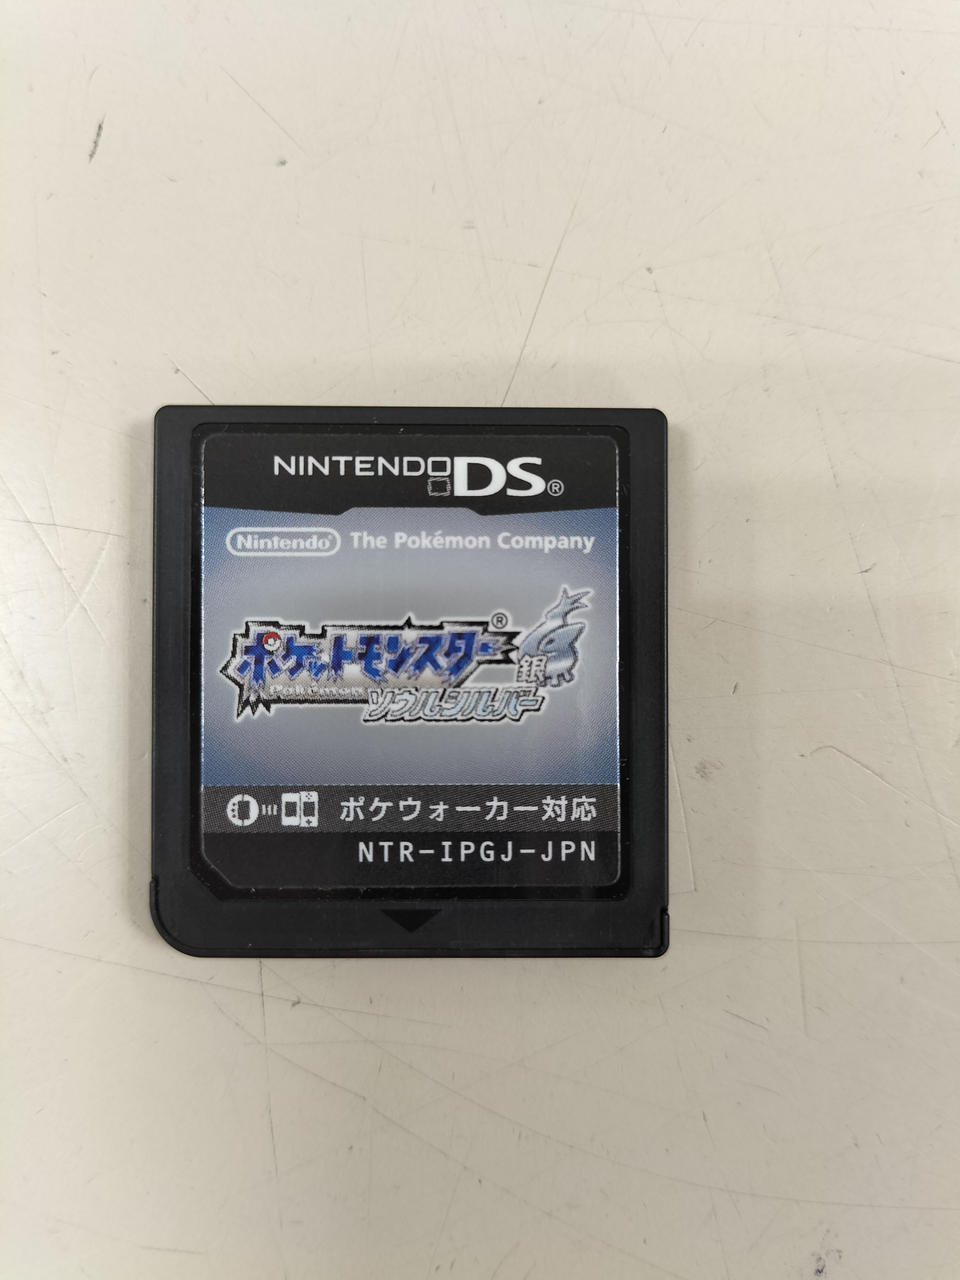 NINTENDO DS®
Nintendo® The Pokémon Company
ポケットモンスター®
Pokémon
銀
ソウルシルバー
ポケウォーカー対応
NTR-IPGJ-JPN